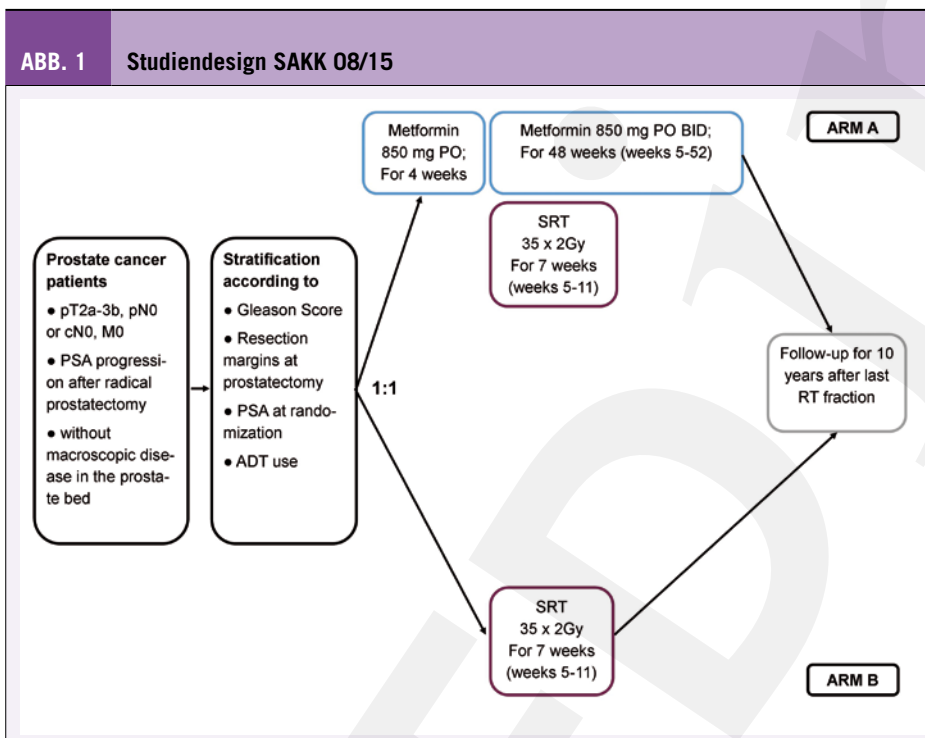 ABB. 1 Studiendesign SAKK 08/15
Metformin
850 mg PO;
For 4 weeks
Metformin 850 mg PO BID;
For 48 weeks (weeks 5-52)
ARM A
SRT
35 x 2Gy
For 7 weeks
(weeks 5-11)
Prostate cancer
patients
• pT2a-3b, pN0
or cN0, M0
• PSA progressi-
on after radical
prostatectomy
• without
macroscopic dise-
ase in the prosta-
te bed
Stratification
according to
• Gleason Score
• Resection
margins at
prostatectomy
• PSA at rando-
mization
• ADT use
1:1
Follow-up for 10
years after last
RT fraction
SRT
35 x 2Gy
For 7 weeks
(weeks 5-11)
ARM B